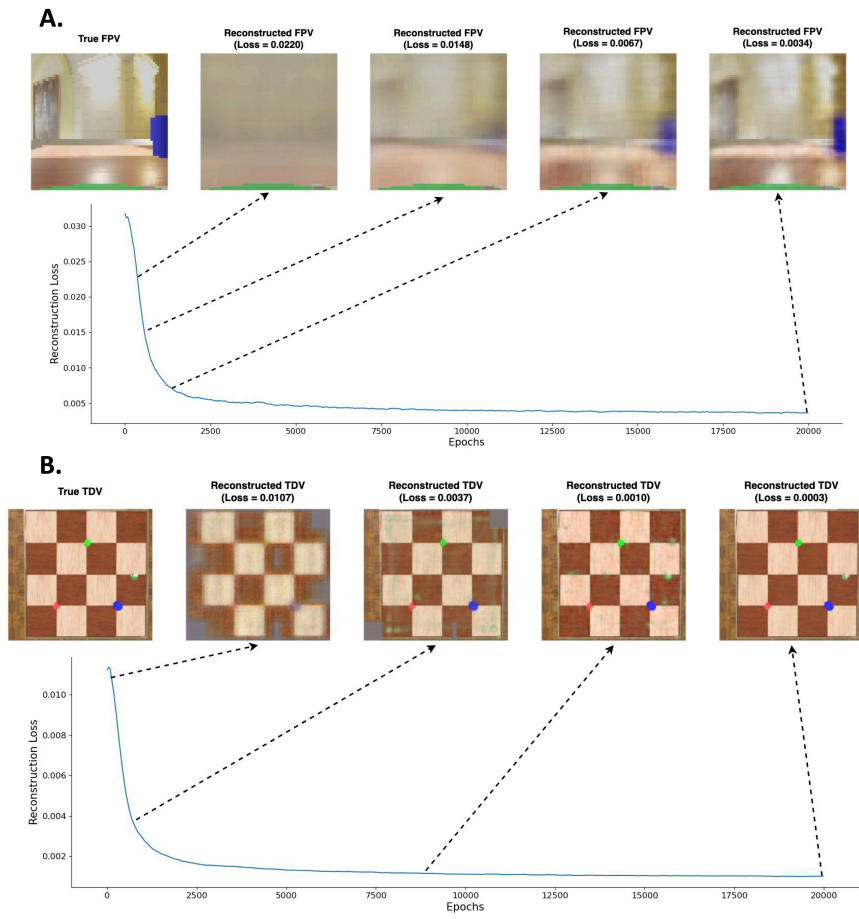 A.
True FPV
Reconstructed FPV
(Loss = 0.0220)
Reconstructed FPV
(Loss = 0.0148)
Reconstructed FPV
(Loss = 0.0067)
Reconstructed FPV
(Loss = 0.0034)
Reconstruction Loss
0.030
0.025
0.020
0.015
0.010
0.005
0
2500
5000
7500
10000
12500
15000
17500
20000
Epochs
B.
True TDV
Reconstructed TDV
(Loss = 0.0107)
Reconstructed TDV
(Loss = 0.0037)
Reconstructed TDV
(Loss = 0.0010)
Reconstructed TDV
(Loss = 0.0003)
Reconstruction Loss
0.010
0.008
0.006
0.004
0.002
0
2500
5000
7500
10000
12500
15000
17500
20000
Epochs